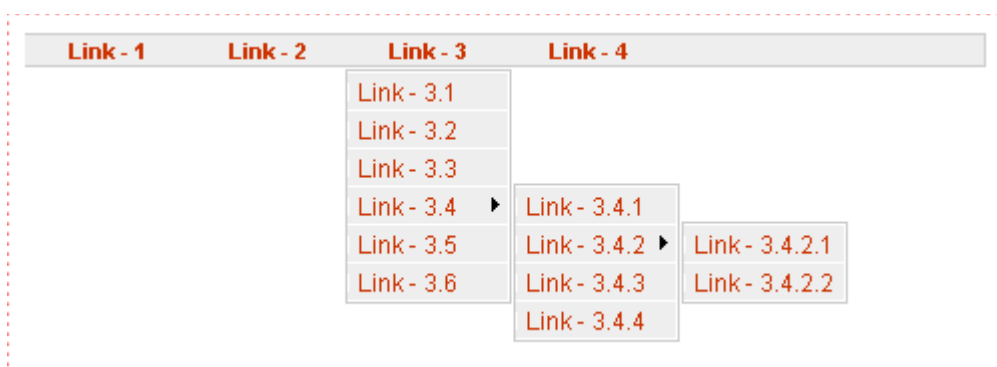 Link - 1 Link - 2 Link - 3 Link - 4
Link - 3.1
Link - 3.2
Link - 3.3
Link - 3.4
Link - 3.5
Link - 3.6
Link - 3.4.1
Link - 3.4.2
Link - 3.4.3
Link - 3.4.4
Link - 3.4.2.1
Link - 3.4.2.2